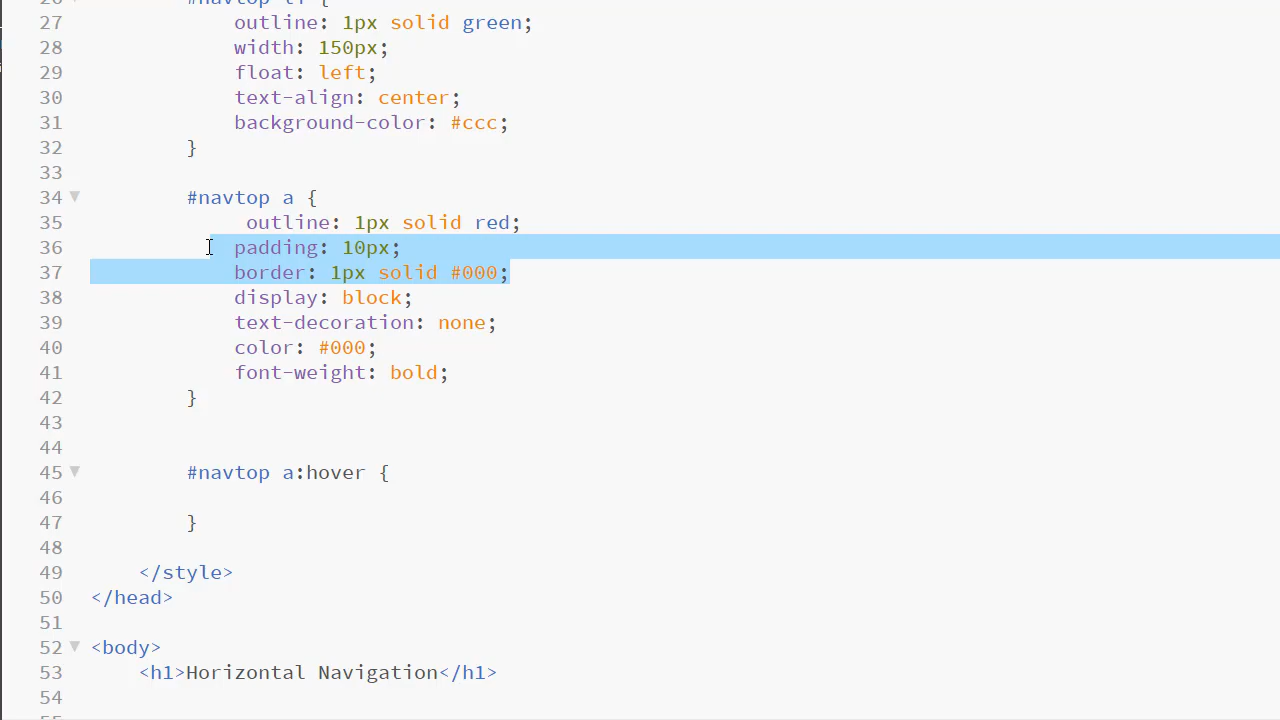 27 outline: 1px solid green;
28 width: 150px;
29 float: left;
30 text-align: center;
31 background-color: #ccc;
32 }
33
34 #navtop a {
35 outline: 1px solid red;
36 padding: 10px;
37 border: 1px solid #000;
38 display: block;
39 text-decoration: none;
40 color: #000;
41 font-weight: bold;
42 }
43
44
45 #navtop a:hover {
46
47 }
48
49 </style>
50 </head>
51
52 <body>
53 <h1>Horizontal Navigation</h1>
54